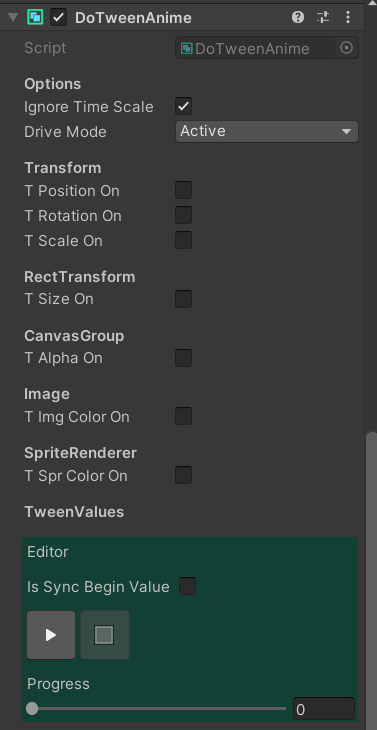 DoTweenAnime
Script DoTweenAnime
Options
Ignore Time Scale
Drive Mode Active
Transform
T Position On
T Rotation On
T Scale On
RectTransform
T Size On
CanvasGroup
T Alpha On
Image
T Img Color On
SpriteRenderer
T Spr Color On
TweenValues
Editor
Is Sync Begin Value
Progress
0